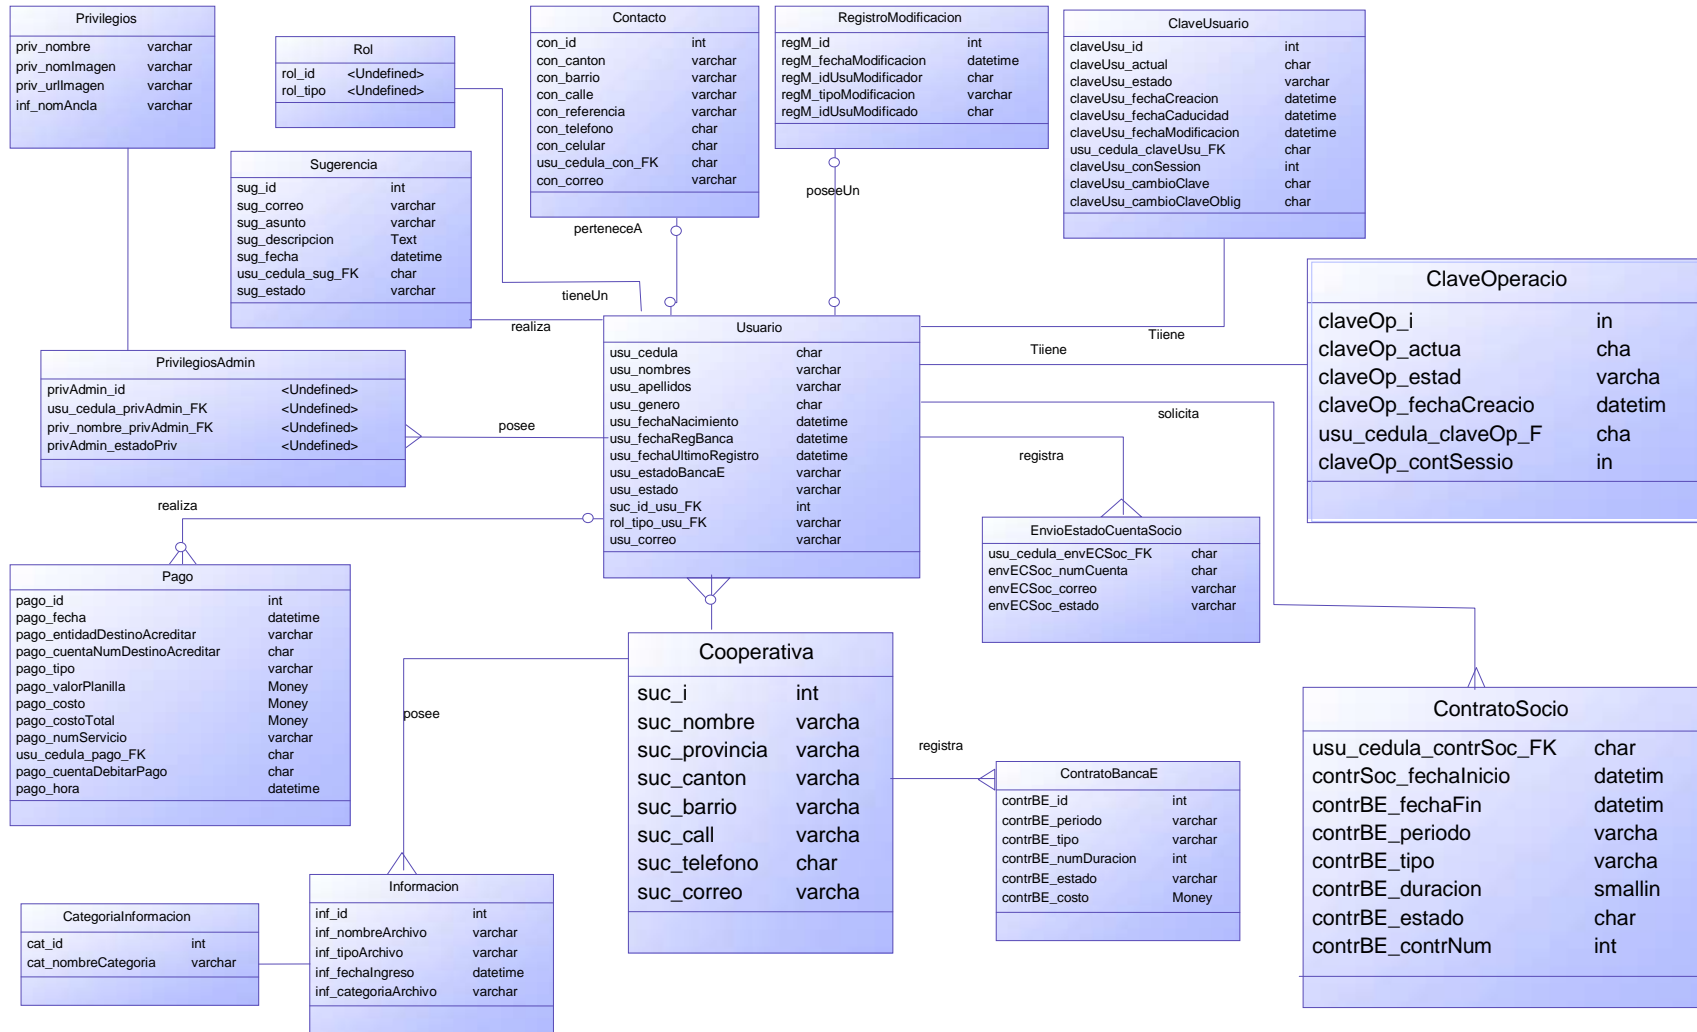 Privilegios
priv_nombre varchar
priv_nomImagen varchar
priv_urlImagen varchar
inf_nomAncla varchar
Rol
rol_id <Undefined>
rol_tipo <Undefined>
Contacto
con_id int
con_canton varchar
con_barrio varchar
con_calle varchar
con_referencia varchar
con_telefono char
con_celular char
usu_cedula_con_FK char
con_correo varchar
RegistroModificacion
regM_id int
regM_fechaModificacion datetime
regM_idUsuModificador char
regM_tipoModificacion varchar
regM_idUsuModificado char
ClaveUsuario
claveUsu_id int
claveUsu_actual char
claveUsu_estado varchar
claveUsu_fechaCreacion datetime
claveUsu_fechaCaducidad datetime
claveUsu_fechaModificacion datetime
usu_cedula_claveUsu_FK char
claveUsu_conSession int
claveUsu_cambioClave char
claveUsu_cambioClaveOblig char
Sugerencia
sug_id int
sug_correo varchar
sug_asunto varchar
sug_descripcion Text
sug_fecha datetime
usu_cedula_sug_FK char
sug_estado varchar
perteneceA
poseeUn
tieneUn
realiza
Tiiene
Tiiene
ClaveOperacio
claveOp_i in
claveOp_actua cha
claveOp_estad varcha
claveOp_fechaCreacio datetim
usu_cedula_claveOp_F cha
claveOp_contSessio in
PrivilegiosAdmin
privAdmin_id <Undefined>
usu_cedula_privAdmin_FK <Undefined>
priv_nombre_privAdmin_FK <Undefined>
privAdmin_estadoPriv <Undefined>
posee
Usuario
usu_cedula char
usu_nombres varchar
usu_apellidos varchar
usu_genero char
usu_fechaNacimiento datetime
usu_fechaRegBanca datetime
usu_fechaUltimoRegistro datetime
usu_estadoBancaE varchar
usu_estado varchar
suc_id_usu_FK int
rol_tipo_usu_FK varchar
usu_correo varchar
solicita
registra
realiza
EnvioEstadoCuentaSocio
usu_cedula_envECSoc_FK char
envECSoc_numCuenta char
envECSoc_correo varchar
envECSoc_estado varchar
Pago
pago_id int
pago_fecha datetime
pago_entidadDestinoAcreditar varchar
pago_cuentaNumDestinoAcreditar char
pago_tipo varchar
pago_valorPlanilla Money
pago_costo Money
pago_costoTotal Money
pago_numServicio varchar
usu_cedula_pago_FK char
pago_cuentaDebitarPago char
pago_hora datetime
posee
Cooperativa
suc_i int
suc_nombre varcha
suc_provincia varcha
suc_canton varcha
suc_barrio varcha
suc_call varcha
suc_telefono char
suc_correo varcha
registra
ContratoBancaE
contrBE_id int
contrBE_periodo varchar
contrBE_tipo varchar
contrBE_numDuracion int
contrBE_estado varchar
contrBE_costo Money
ContratoSocio
usu_cedula_contrSoc_FK char
contrSoc_fechaInicio datetim
contrBE_fechaFin datetim
contrBE_periodo varcha
contrBE_tipo varcha
contrBE_duracion smallin
contrBE_estado char
contrBE_contrNum int
CategoriaInformacion
cat_id int
cat_nombreCategoria varchar
Informacion
inf_id int
inf_nombreArchivo varchar
inf_tipoArchivo varchar
inf_fechaIngreso datetime
inf_categoriaArchivo varchar